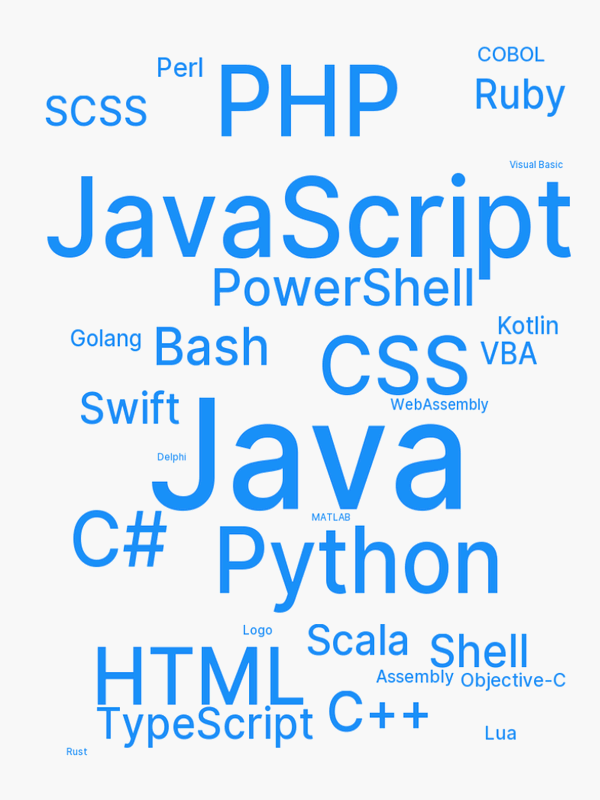 COBOL
Perl
PHP
Ruby
SCSS
Visual Basic
JavaScript
PowerShell
Kotlin
Golang
Bash
CSS
VBA
WebAssembly
Swift
Java
Delphi
MATLAB
C#
Python
Logo
Scala
Shell
HTML
Assembly
Objective-C
TypeScript
C++
Lua
Rust